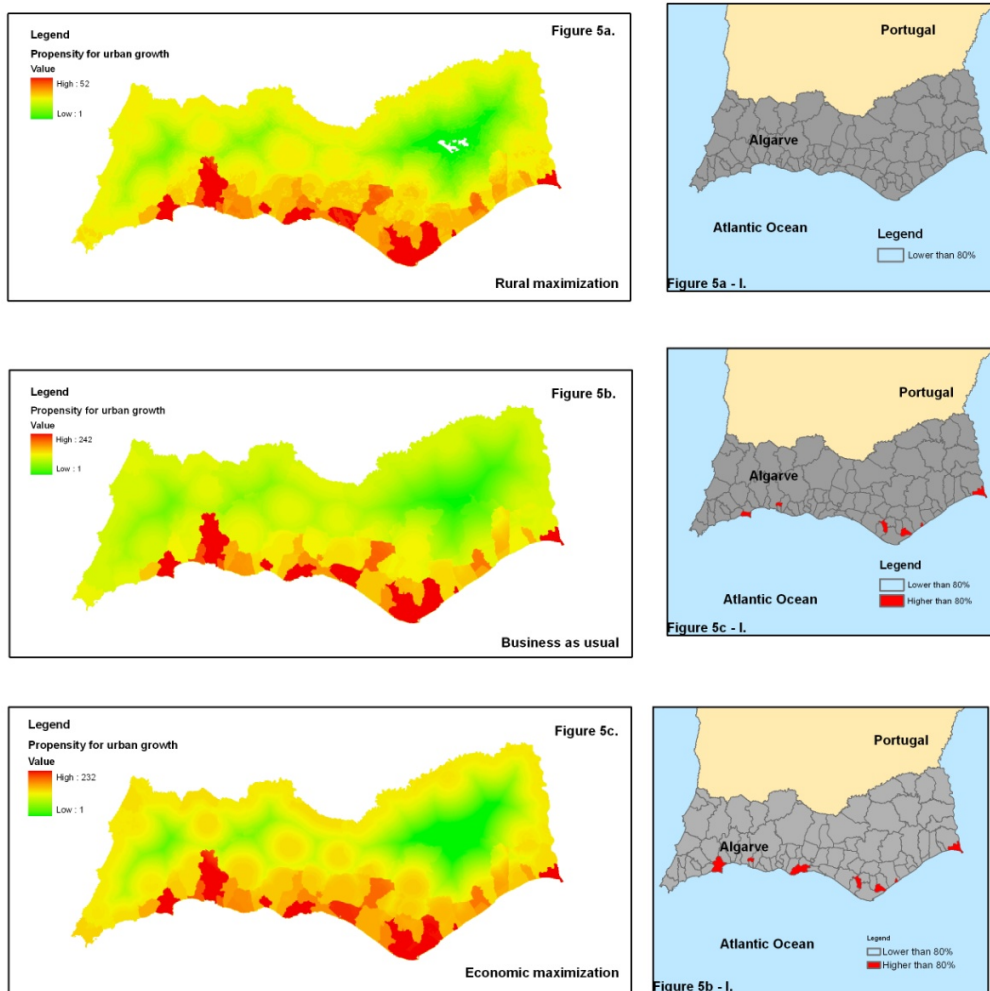 Legend
Figure 5a.
Propensity for urban growth
Value
High : 52
Low : 1
Rural maximization
Portugal
Algarve
Atlantic Ocean
Legend
Lower than 80%
Figure 5a - I.
Legend
Figure 5b.
Propensity for urban growth
Value
High : 242
Low : 1
Business as usual
Portugal
Algarve
Legend
Lower than 80%
Atlantic Ocean
Higher than 80%
Figure 5c - I.
Legend
Figure 5c.
Propensity for urban growth
Value
High : 232
Low : 1
Economic maximization
Portugal
Algarve
Atlantic Ocean
Legend
Lower than 80%
Higher than 80%
Figure 5b - I.